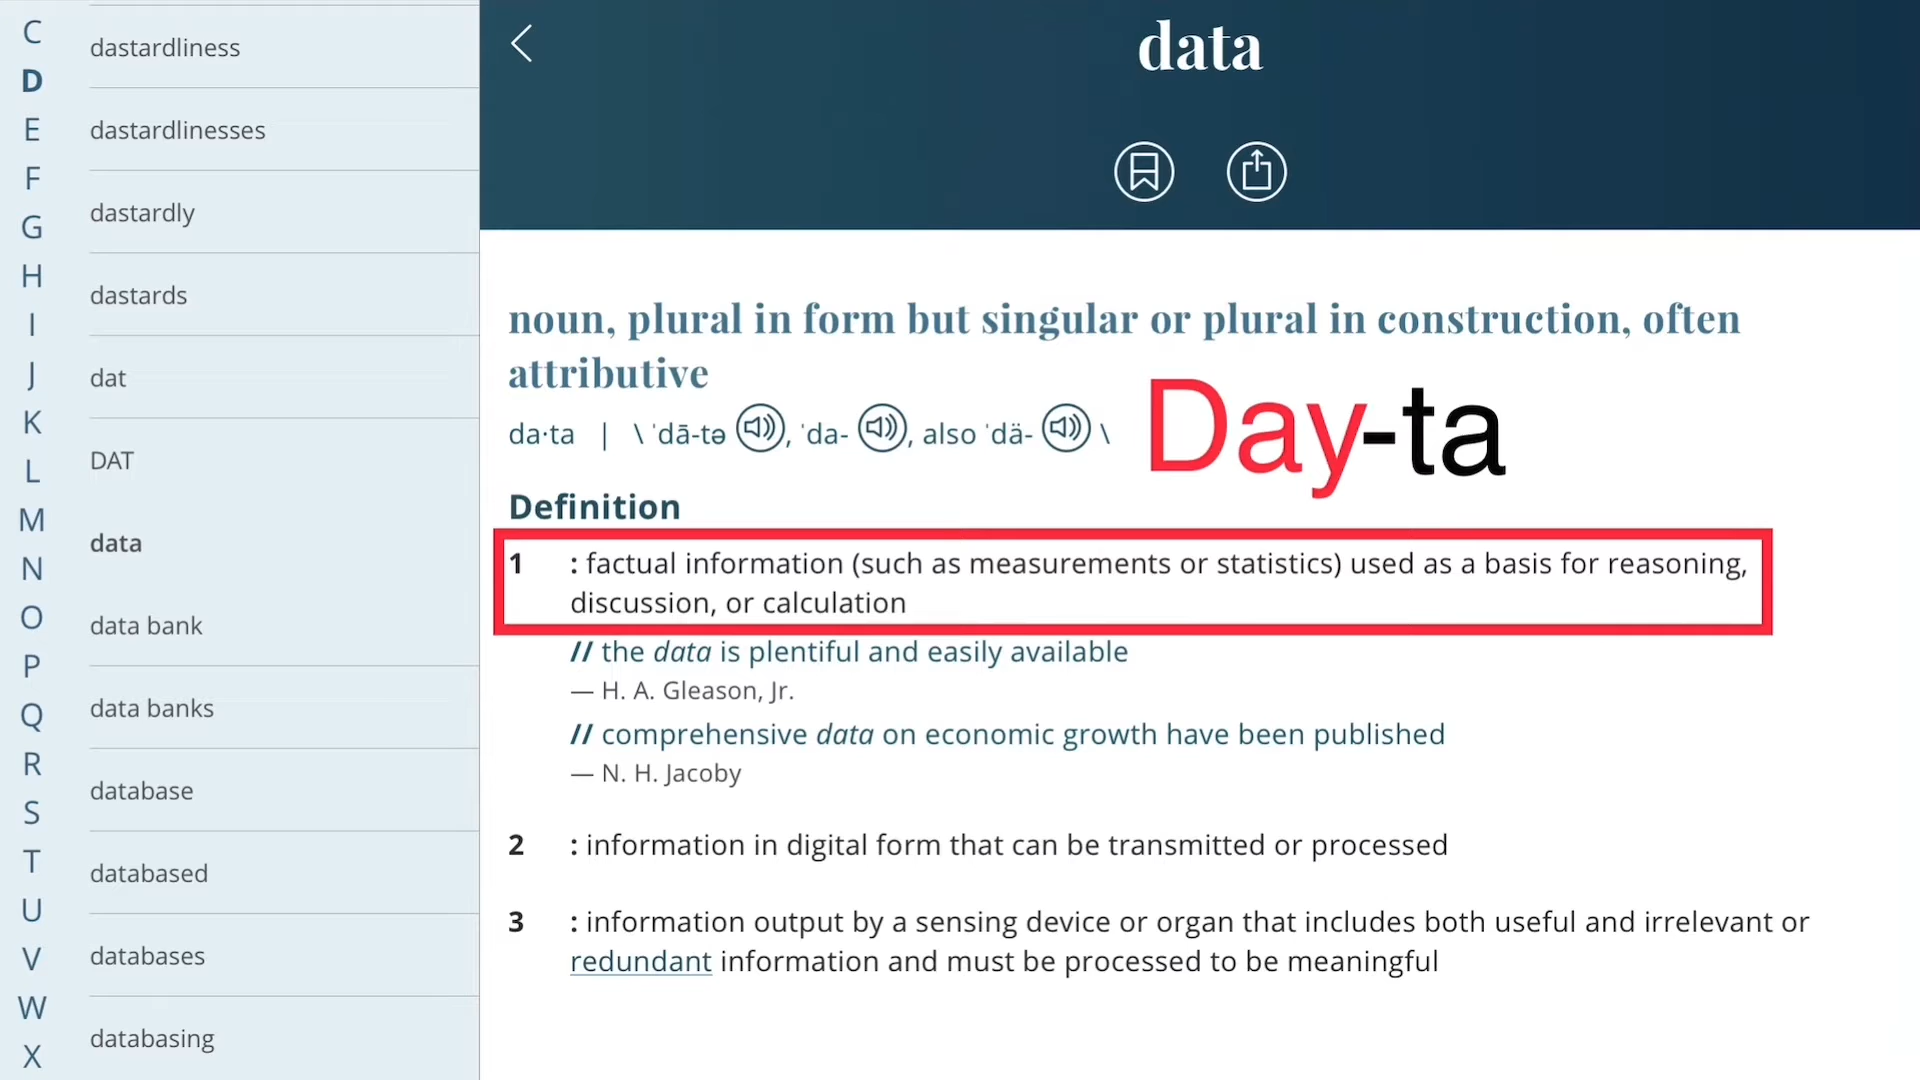 C
D
E
F
G
H
I
J
K
L
M
N
O
P
Q
R
S
T
U
V
W
X
dastardliness
dastardlinesses
dastardly
dastards
dat
DAT
data
data bank
data banks
database
databased
databases
databasing
data
noun, plural in form but singular or plural in construction, often
attributive
da·ta | \ ˈdā-tə , ˈda- , also ˈdä- \
Day-ta
Definition
1 : factual information (such as measurements or statistics) used as a basis for reasoning,
discussion, or calculation
// the data is plentiful and easily available
— H. A. Gleason, Jr.
// comprehensive data on economic growth have been published
— N. H. Jacoby
2 : information in digital form that can be transmitted or processed
3 : information output by a sensing device or organ that includes both useful and irrelevant or
redundant information and must be processed to be meaningful